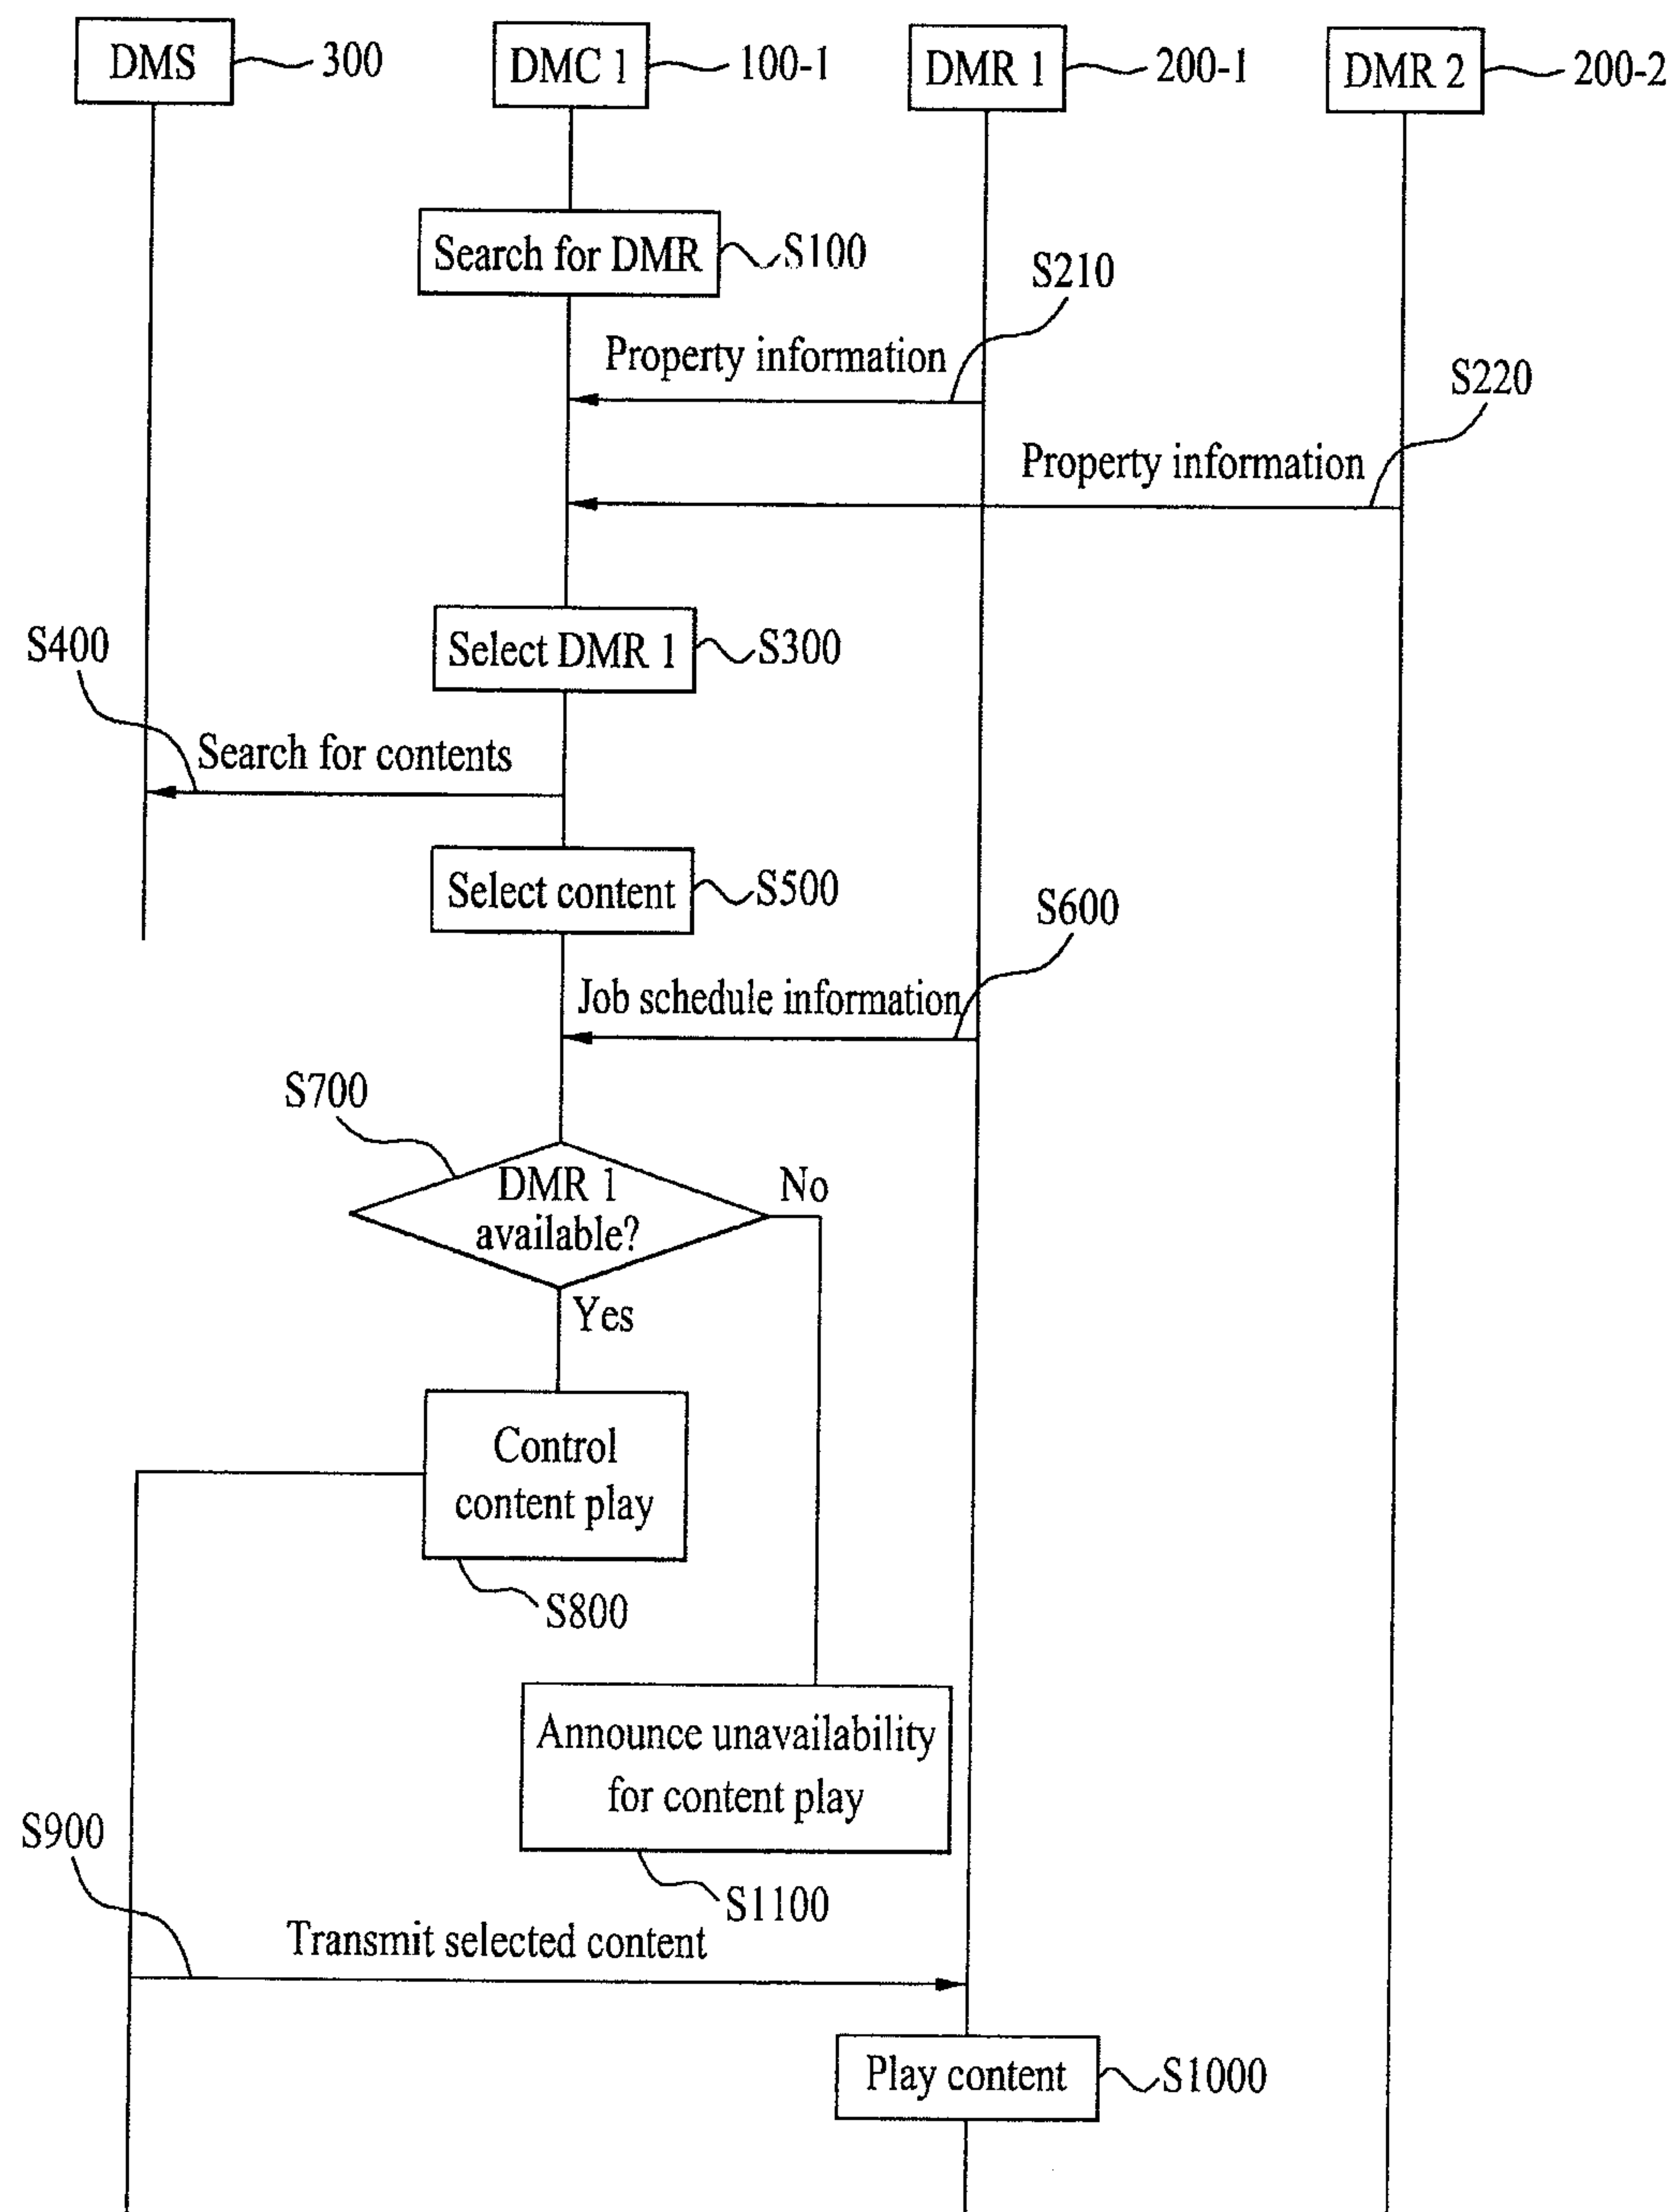 DMS
300
DMC 1
100-1
DMR 1
200-1
DMR 2
200-2
Search for DMR
S100
S210
Property information
S220
Property information
S400
Select DMR 1
S300
Search for contents
Select content
S500
S600
Job schedule information
S700
DMR 1
available?
No
Yes
Control
content play
S800
Announce unavailability
for content play
S900
S1100
Transmit selected content
Play content
S1000